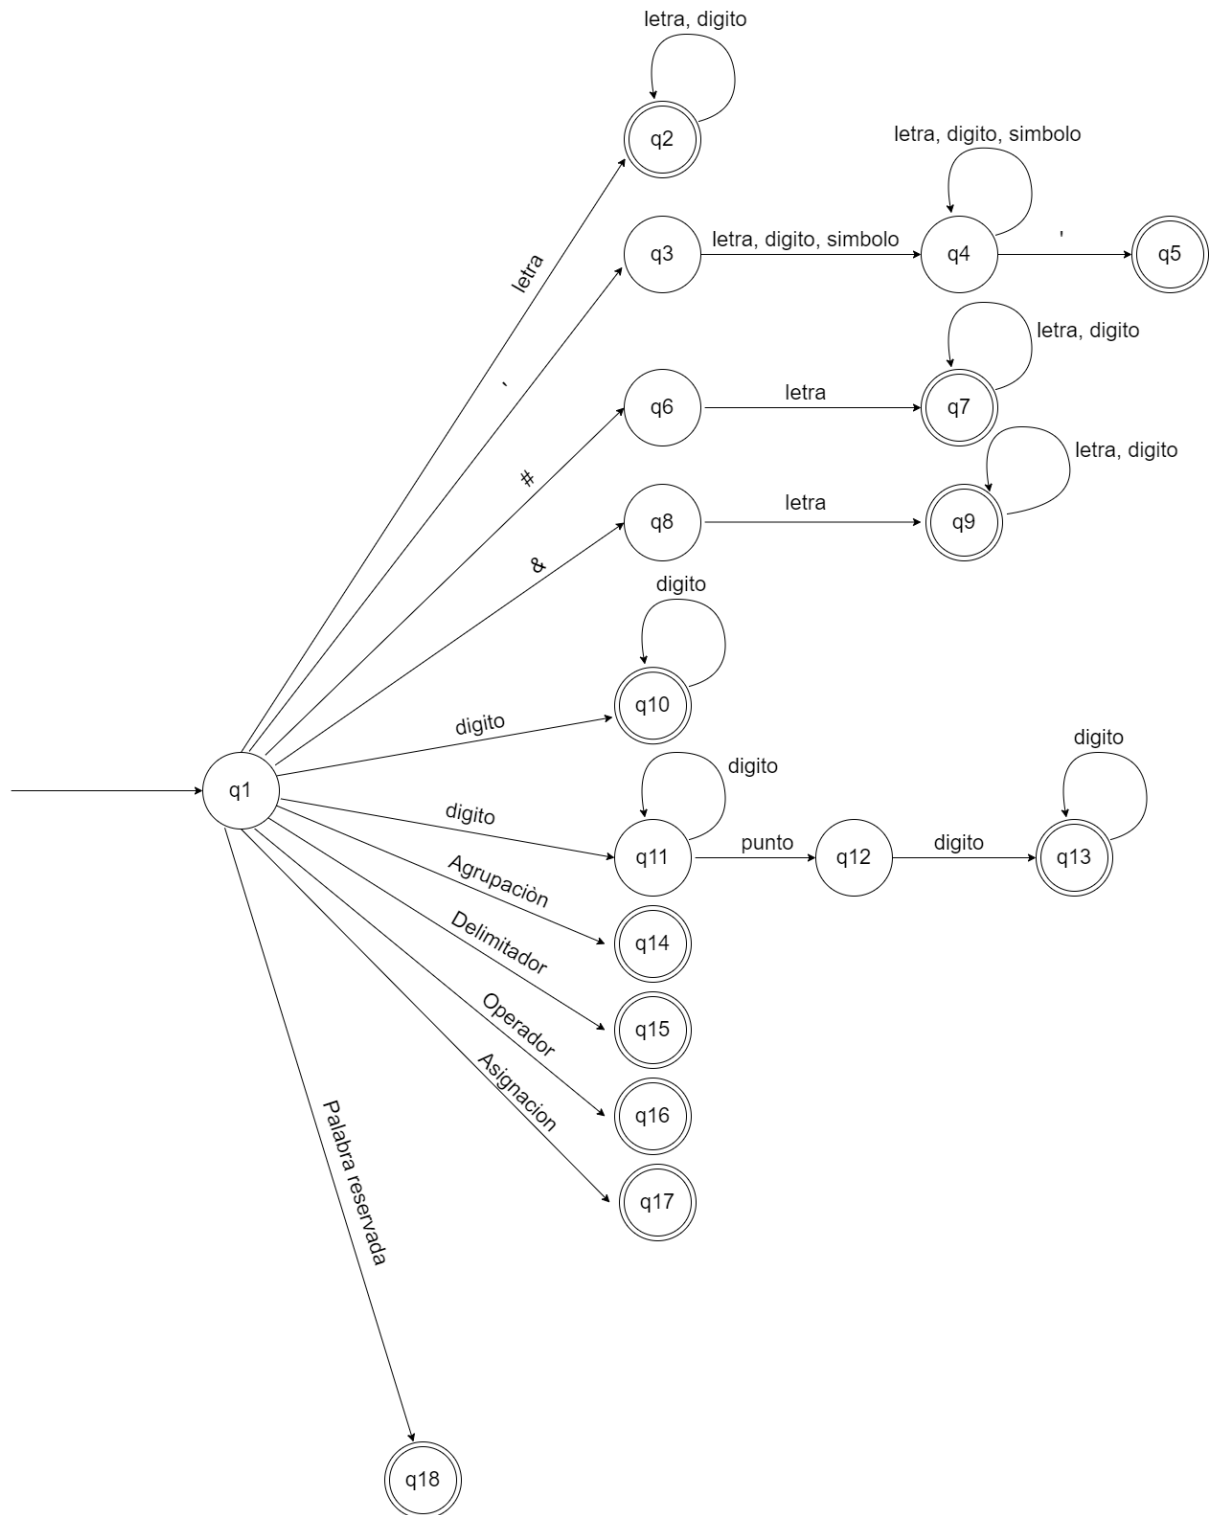 letra, digito
q2
letra, digito, simbolo
letra
q3
letra, digito, simbolo
q4
'
q5
'
letra, digito
q6
letra
q7
#
letra, digito
q8
letra
q9
&
digito
q10
digito
q1
digito
digito
digito
q11
punto
q12
digito
q13
Agrupaciòn
q14
Delimitador
q15
Operador
q16
Asignacion
q17
Palabra reservada
q18